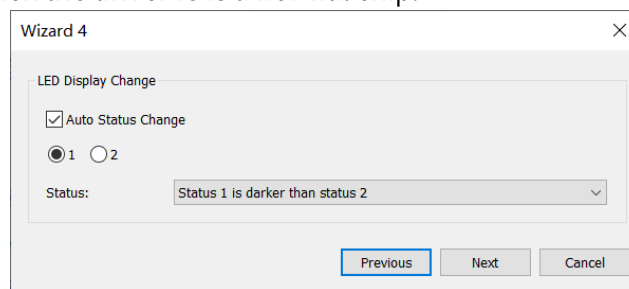 Wizard 4
LED Display Change
Auto Status Change
1 2
Status: Status 1 is darker than status 2
Previous Next Cancel